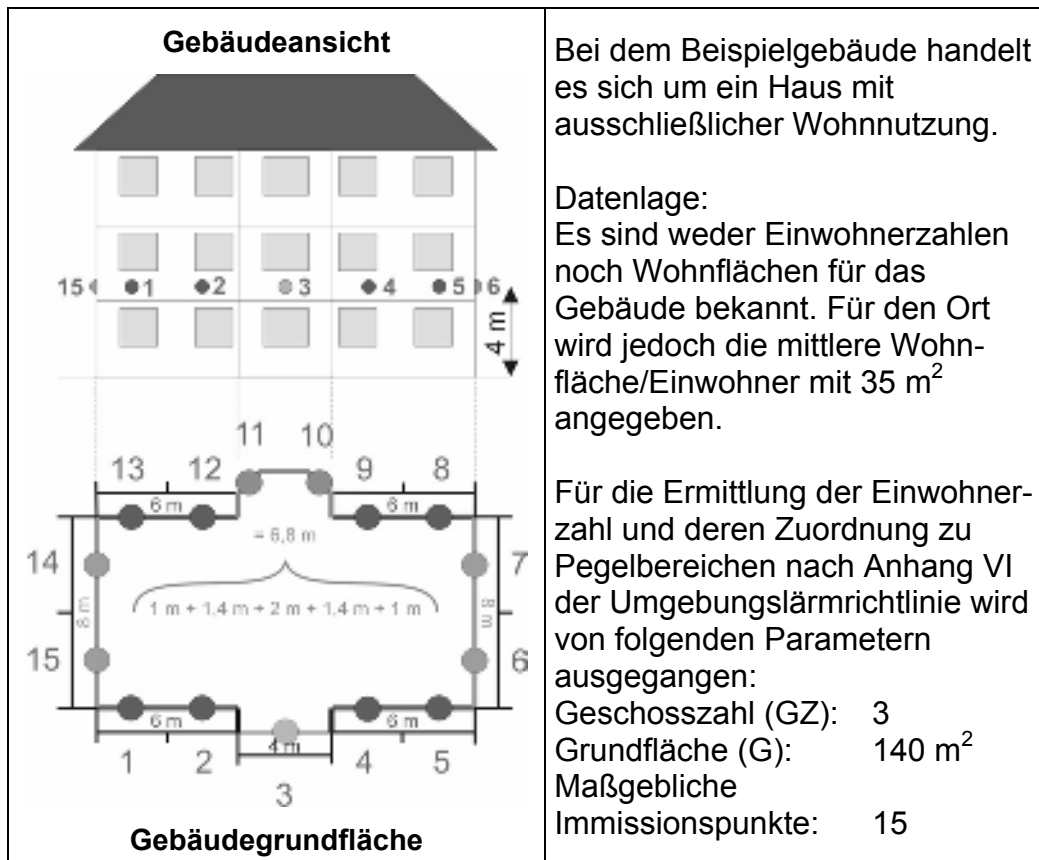 Gebäudeansicht
15 1 2 3 4 5 6
4 m
11 10
13 12 9 8
6 m 6 m
= 6,8 m
14 7
1 m + 1,4 m + 2 m + 1,4 m + 1 m
8 m 8 m
15 6
6 m 6 m
4 m
1 2 4 5
3
Gebäudegrundfläche
Bei dem Beispielgebäude handelt
es sich um ein Haus mit
ausschließlicher Wohnnutzung.
Datenlage:
Es sind weder Einwohnerzahlen
noch Wohnflächen für das
Gebäude bekannt. Für den Ort
wird jedoch die mittlere Wohn-
fläche/Einwohner mit 35 m²
angegeben.
Für die Ermittlung der Einwohner-
zahl und deren Zuordnung zu
Pegelbereichen nach Anhang VI
der Umgebungslärmrichtlinie wird
von folgenden Parametern
ausgegangen:
Geschosszahl (GZ): 3
Grundfläche (G): 140 m²
Maßgebliche
Immissionspunkte: 15